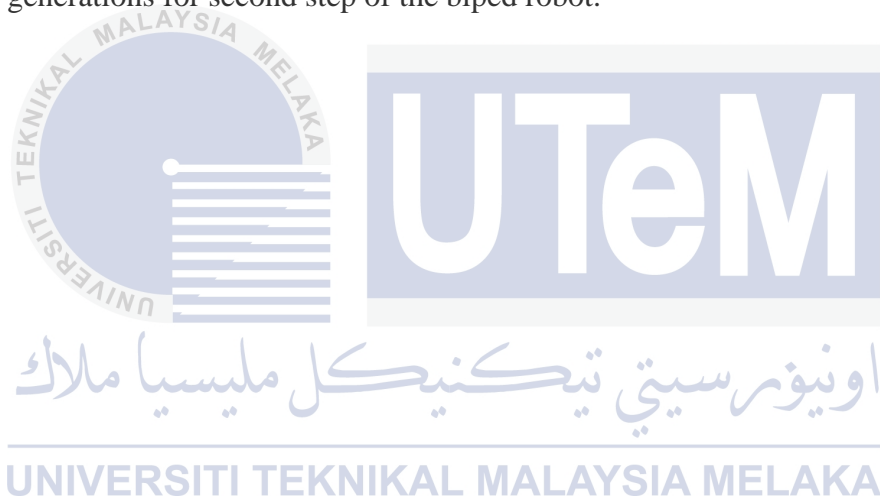 generations for second step of the biped robot.
UNIVERSITI TEKNIKAL MALAYSIA MELAKA
UTeM
اونيۏرسيتي تيكنيكل مليسيا ملاك
UNIVERSITI TEKNIKAL MALAYSIA MELAKA